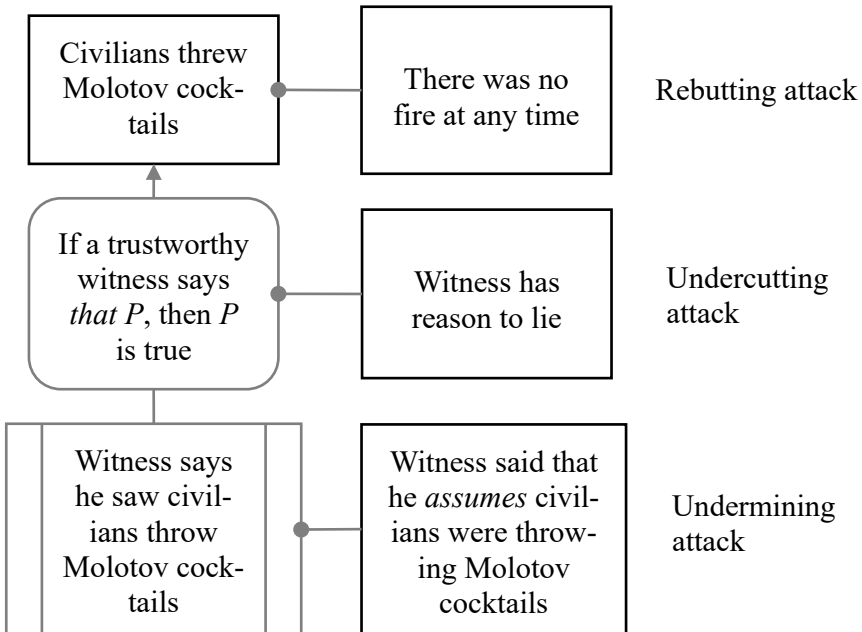 Civilians threw
Molotov cock-
tails
There was no
fire at any time
Rebutting attack
If a trustworthy
witness says
that P, then P
is true
Witness has
reason to lie
Undercutting
attack
Witness says
he saw civil-
ians throw
Molotov cock-
tails
Witness said that
he assumes civil-
ians were throw-
ing Molotov
cocktails
Undermining
attack